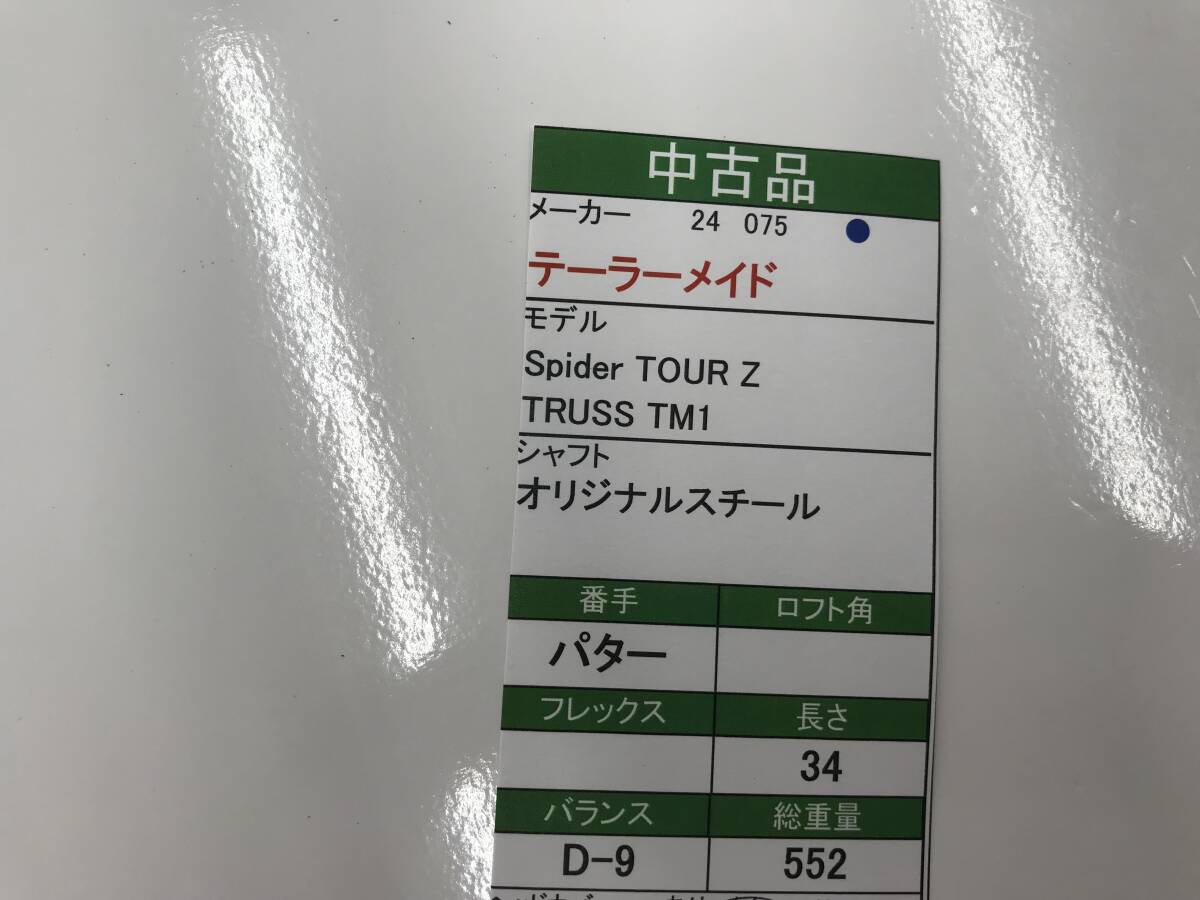 中古品
メーカー 24 075
テーラーメイド
モデル
Spider TOUR Z
TRUSS TM1
シャフト
オリジナルスチール
番手 ロフト角
パター
フレックス 長さ
34
バランス 総重量
D-9 552